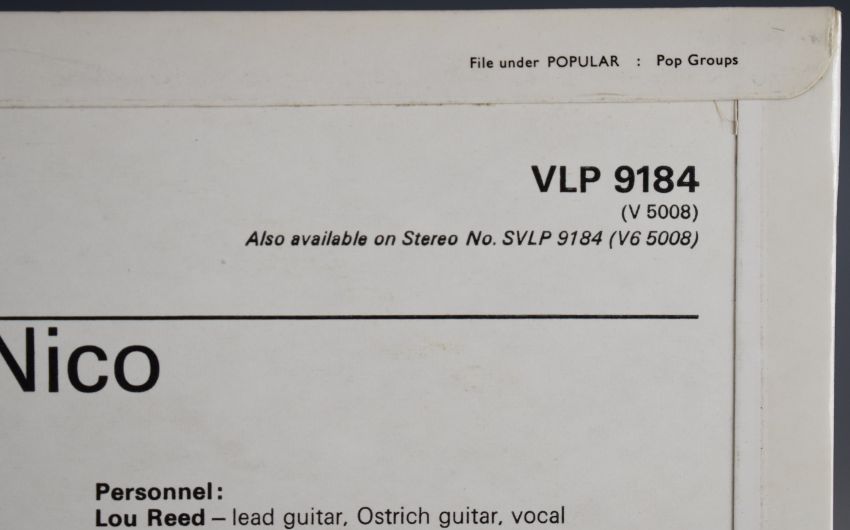 File under POPULAR : Pop Groups
VLP 9184
(V 5008)
Also available on Stereo No. SVLP 9184 (V6 5008)
Nico
Personnel:
Lou Reed – lead guitar, Ostrich guitar, vocal